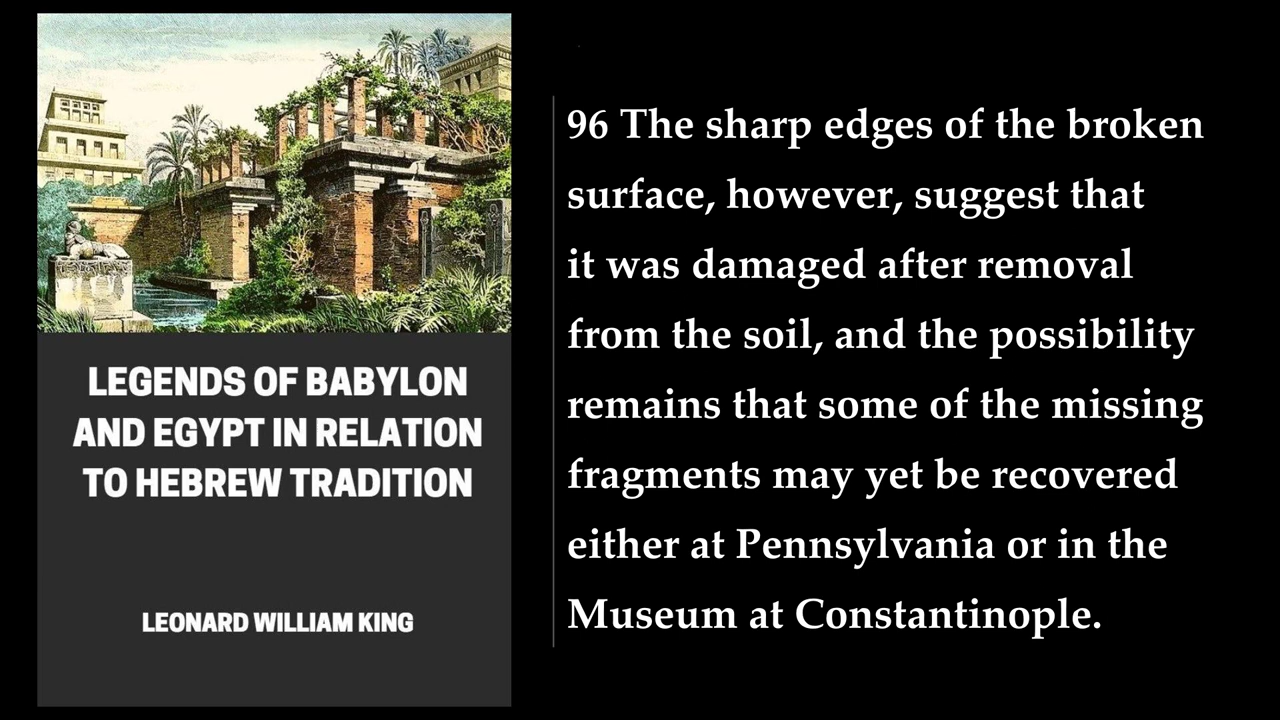 LEGENDS OF BABYLON
AND EGYPT IN RELATION
TO HEBREW TRADITION
LEONARD WILLIAM KING
96 The sharp edges of the broken
surface, however, suggest that
it was damaged after removal
from the soil, and the possibility
remains that some of the missing
fragments may yet be recovered
either at Pennsylvania or in the
Museum at Constantinople.